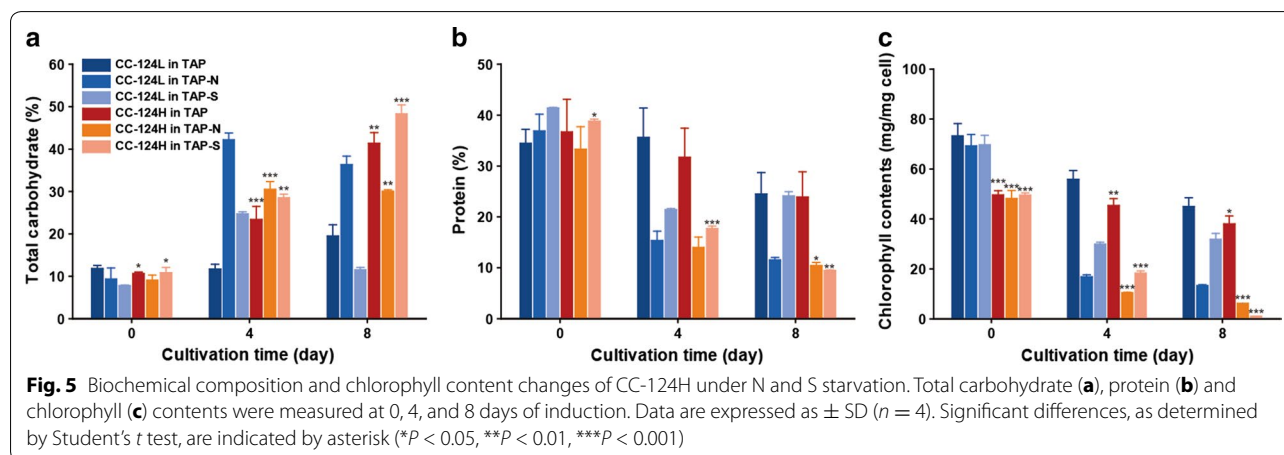 a
CC-124L in TAP
CC-124L in TAP-N
CC-124L in TAP-S
CC-124H in TAP
CC-124H in TAP-N
CC-124H in TAP-S
Total carbohydrate (%)
60
50
40
30
20
10
0
* *
*** *** **
** ** ***
0 4 8
Cultivation time (day)
b
Protein (%)
50
40
30
20
10
0
*
***
* **
0 4 8
Cultivation time (day)
c
Chlorophyll contents (mg/mg cell)
100
80
60
40
20
0
*** *** ***
** *** ***
* *** ***
0 4 8
Cultivation time (day)
Fig. 5 Biochemical composition and chlorophyll content changes of CC-124H under N and S starvation. Total carbohydrate (a), protein (b) and
chlorophyll (c) contents were measured at 0, 4, and 8 days of induction. Data are expressed as ± SD (n = 4). Significant differences, as determined
by Student’s t test, are indicated by asterisk (*P < 0.05, **P < 0.01, ***P < 0.001)